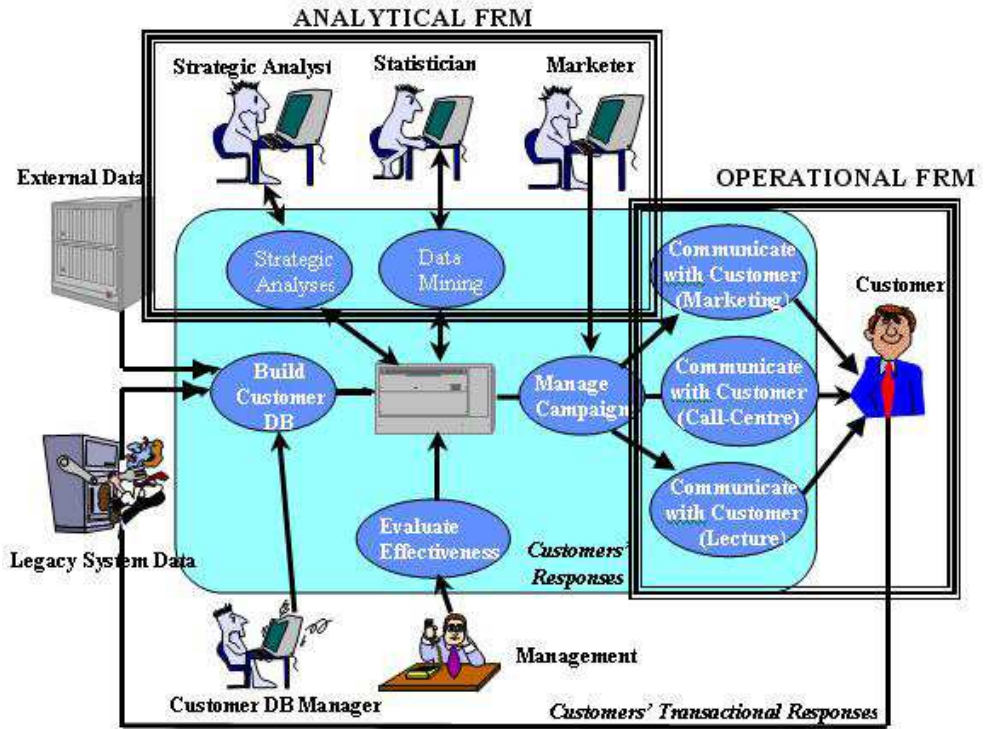 ANALYTICAL FRM
Strategic Analyst
Statistician
Marketer
External Data
OPERATIONAL FRM
Strategic
Analyses
Data
Mining
Communicate
with Customer
(Marketing)
Customer
Build
Customer
DB
Manage
Campaign
Communicate
with Customer
(Call-Centre)
Communicate
with Customer
(Lecture)
Evaluate
Effectiveness
Customers'
Responses
Legacy System Data
Management
Customer DB Manager
Customers' Transactional Responses